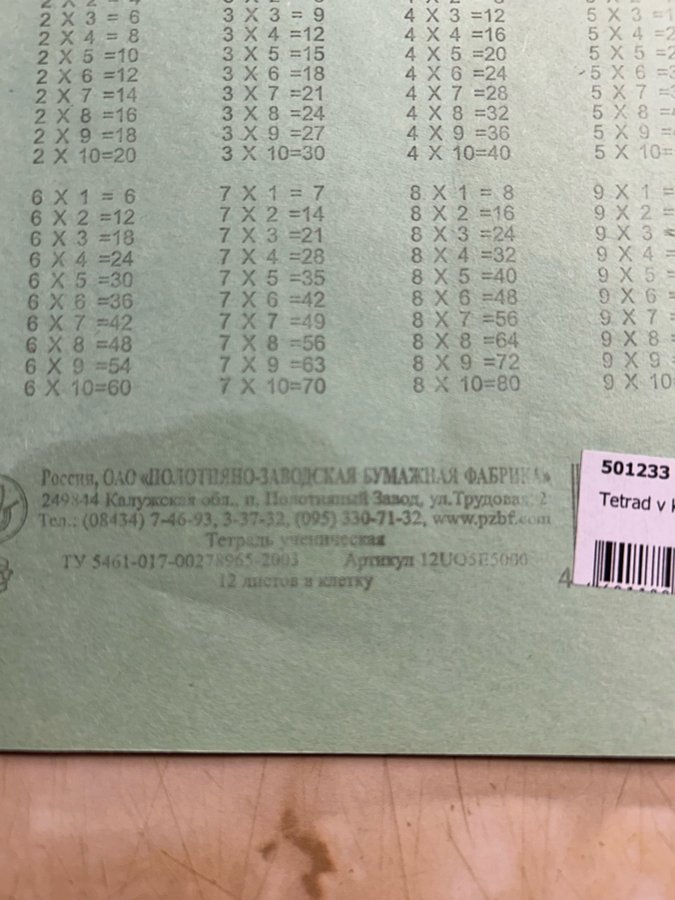 2 X 3 = 6 3 X 3 = 9 4 X 3 =12 5 X 3 =1
2 X 4 = 8 3 X 4 =12 4 X 4 =16 5 X 4 =2
2 X 5 =10 3 X 5 =15 4 X 5 =20 5 X 5 =2
2 X 6 =12 3 X 6 =18 4 X 6 =24 5 X 6 =3
2 X 7 =14 3 X 7 =21 4 X 7 =28 5 X 7 =3
2 X 8 =16 3 X 8 =24 4 X 8 =32 5 X 8 =4
2 X 9 =18 3 X 9 =27 4 X 9 =36 5 X 9 =4
2 X 10=20 3 X 10=30 4 X 10=40 5 X 10=
6 X 1 = 6 7 X 1 = 7 8 X 1 = 8 9 X 1 =
6 X 2 =12 7 X 2 =14 8 X 2 =16 9 X 2 =
6 X 3 =18 7 X 3 =21 8 X 3 =24 9 X 3 =
6 X 4 =24 7 X 4 =28 8 X 4 =32 9 X 4 =
6 X 5 =30 7 X 5 =35 8 X 5 =40 9 X 5 =
6 X 6 =36 7 X 6 =42 8 X 6 =48 9 X 6 =
6 X 7 =42 7 X 7 =49 8 X 7 =56 9 X 7 =
6 X 8 =48 7 X 8 =56 8 X 8 =64 9 X 8 =
6 X 9 =54 7 X 9 =63 8 X 9 =72 9 X 9 =
6 X 10=60 7 X 10=70 8 X 10=80 9 X 10
Россия, ОАО «ПОЛОТНЯНО-ЗАВОДСКАЯ БУМАЖНАЯ ФАБРИКА»
249844 Калужская обл., п. Полотняный Завод, ул.Трудовая, 2
Тел.: (08434) 7-46-93, 3-37-32, (095) 330-71-32, www.pzbf.com
Тетрадь ученическая
ТУ 5461-017-00278965-2003 Артикул 12UO5E5000
12 листов в клетку
4
501233
Tetrad v k